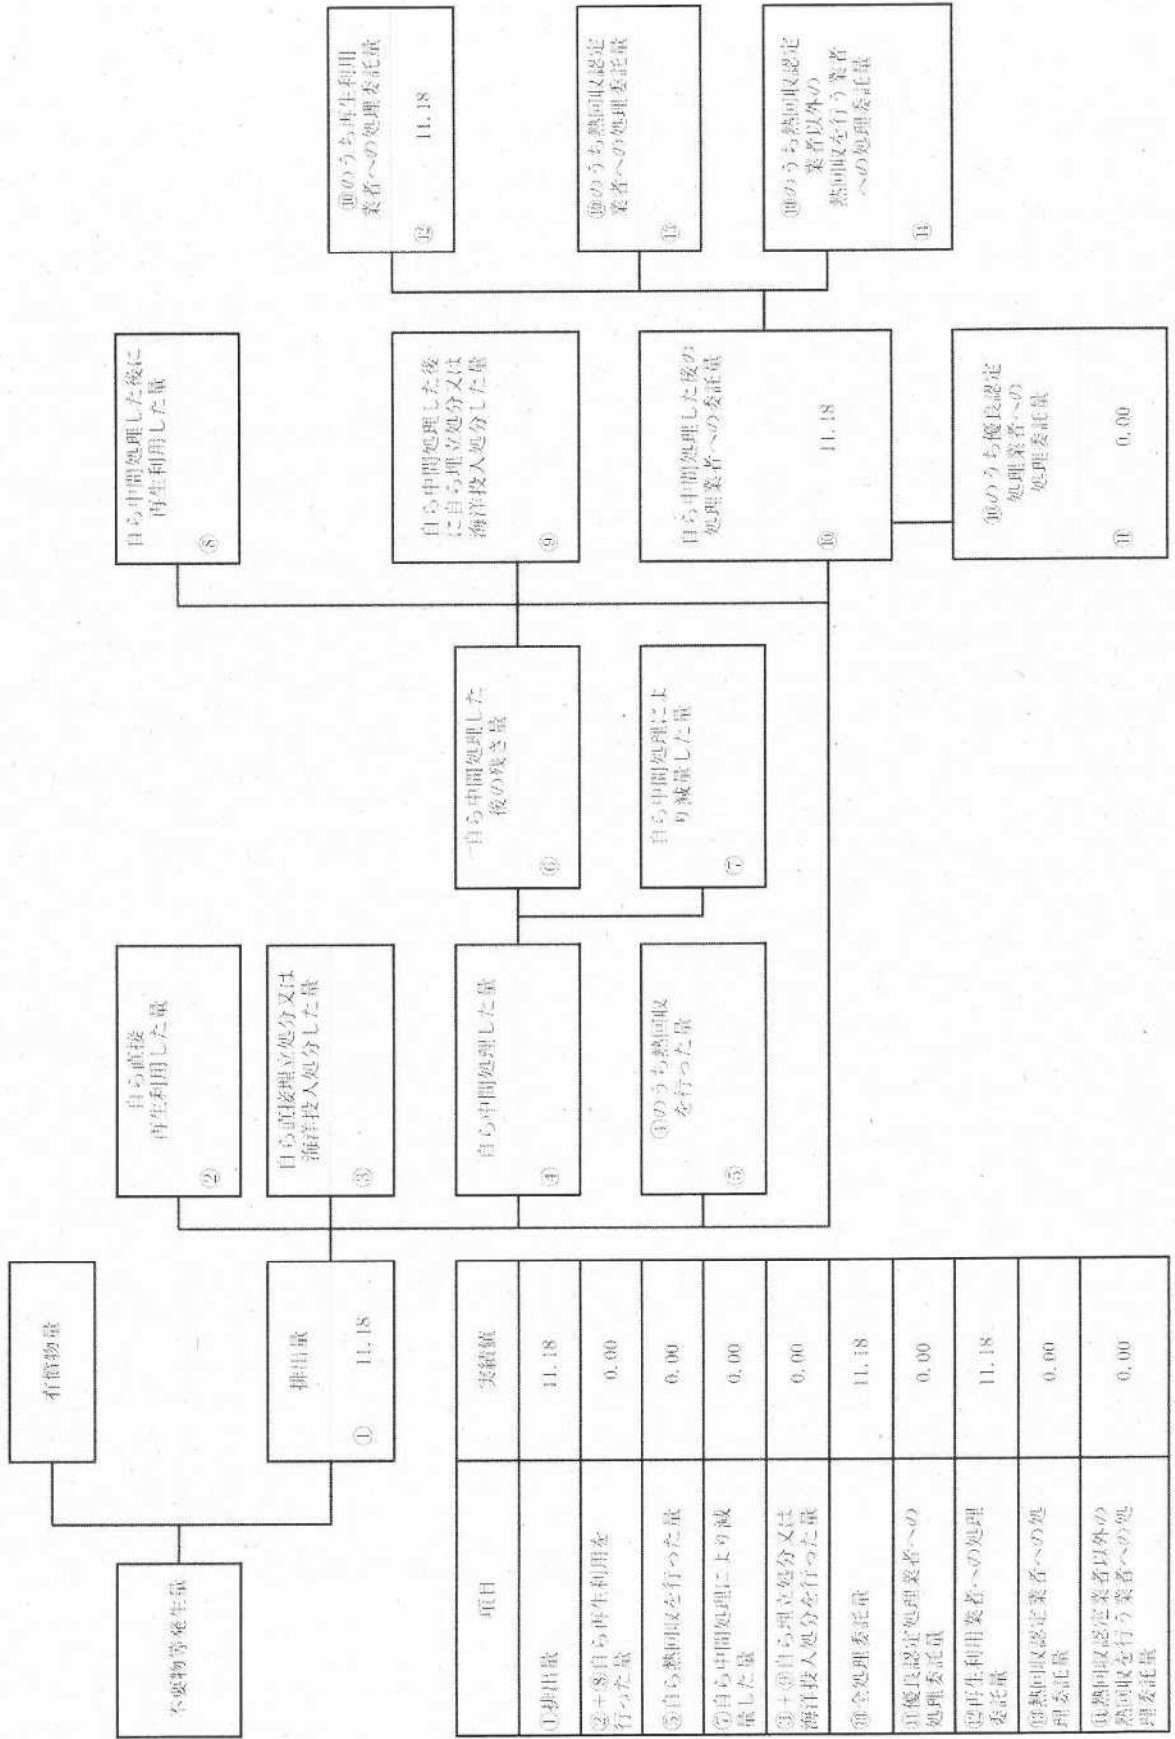 不要物等発生量
有償物量
排出量
① 11.18
自ら直接
再生利用した量
②
自ら直接埋立処分又は
海洋投入処分した量
③
自ら中間処理した量
④
④のうち熱回収
を行った量
⑤
自ら中間処理した
後の残さ量
⑥
自ら中間処理によ
り減量した量
⑦
自ら中間処理した後に
再生利用した量
⑧
自ら中間処理した後
に自ら埋立処分又は
海洋投入処分した量
⑨
自ら中間処理した後の
処理業者への委託量
⑩ 11.18
⑩のうち優良認定
処理業者への
処理委託量
⑪ 0.00
⑩のうち再生利用
業者への処理委託量
⑫ 11.18
⑩のうち熱回収認定
業者への処理委託量
⑬
⑩のうち熱回収認定
業者以外の
熱回収を行う業者
への処理委託量
⑭
項目 実績値
①排出量 11.18
②+⑧自ら再生利用を
行った量 0.00
⑤自ら熱回収を行った量 0.00
⑦自ら中間処理により減
量した量 0.00
③+⑨自ら埋立処分又は
海洋投入処分を行った量 0.00
⑩全処理委託量 11.18
⑪優良認定処理業者への
処理委託量 0.00
⑫再生利用業者への処理
委託量 11.18
⑬熱回収認定業者への処
理委託量 0.00
⑭熱回収認定業者以外の
熱回収を行う業者への処
理委託量 0.00